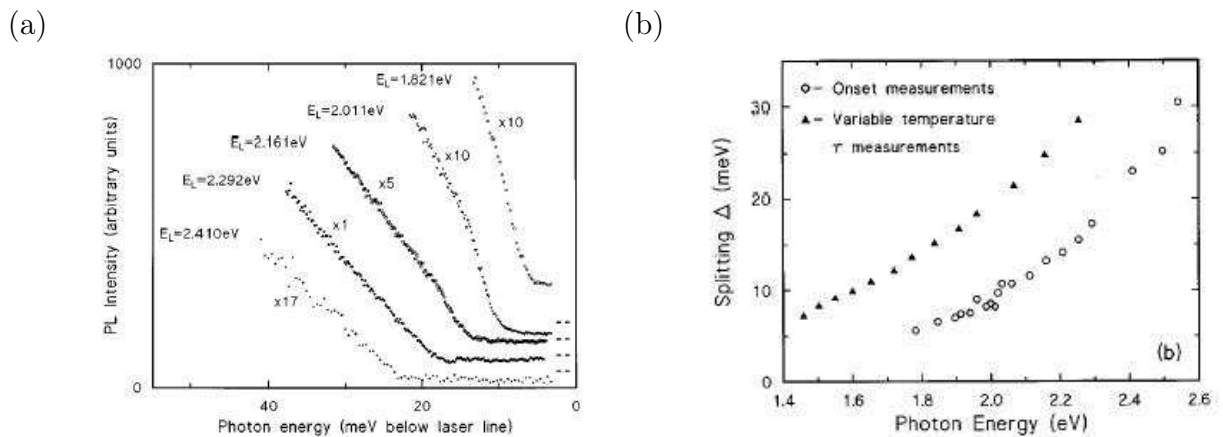 (a)
1000
E_L=1.821eV
E_L=2.011eV
x10
E_L=2.161eV
x10
E_L=2.292eV
x5
E_L=2.410eV
x1
x17
0
40
20
0
PL Intensity (arbitrary units)
Photon energy (meV below laser line)
(b)
30
20
10
0
Splitting Δ (meV)
o- Onset measurements
▲- Variable temperature
τ measurements
(b)
1.4
1.6
1.8
2.0
2.2
2.4
2.6
Photon Energy (eV)